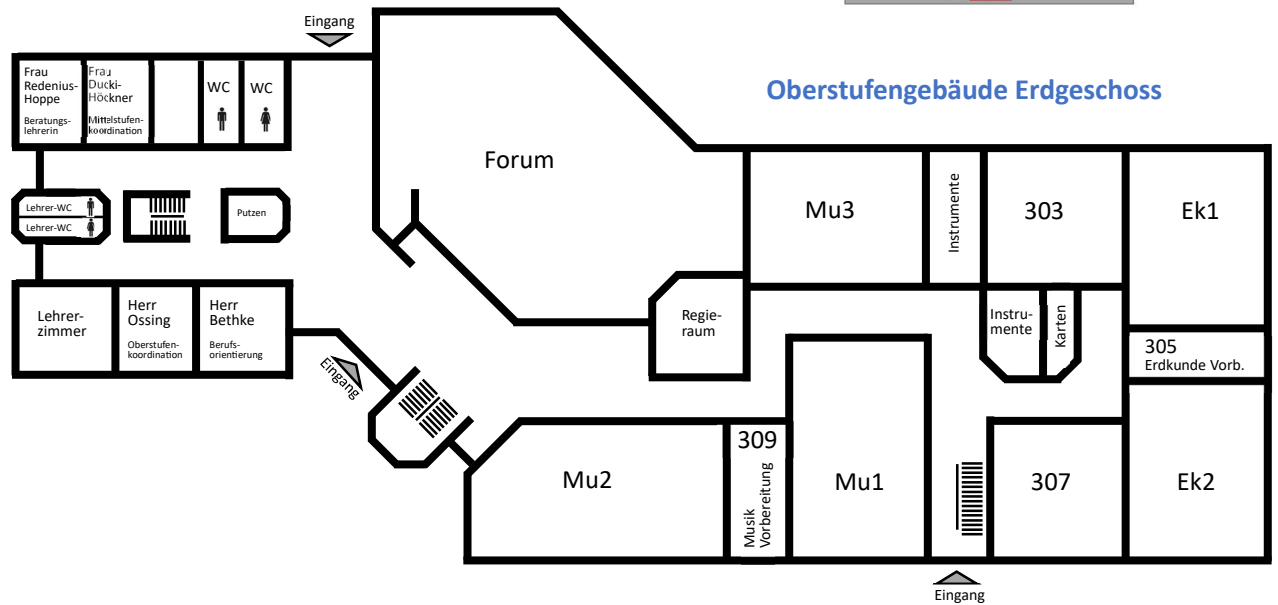 Eingang
Oberstufengebäude Erdgeschoss
Frau
Redenius-
Hoppe
Beratungs-
lehrerin
Frau
Ducki-
Höckner
Mittelstufen-
koordination
WC
WC
Forum
Mu3
Instrumente
303
Ek1
Lehrer-WC
Lehrer-WC
Putzen
Lehrer-
zimmer
Herr
Ossing
Oberstufen-
koordination
Herr
Bethke
Berufs-
orientierung
Regie-
raum
Instru-
mente
Karten
305
Erdkunde Vorb.
Eingang
Mu2
309
Musik
Vorbereitung
Mu1
307
Ek2
Eingang